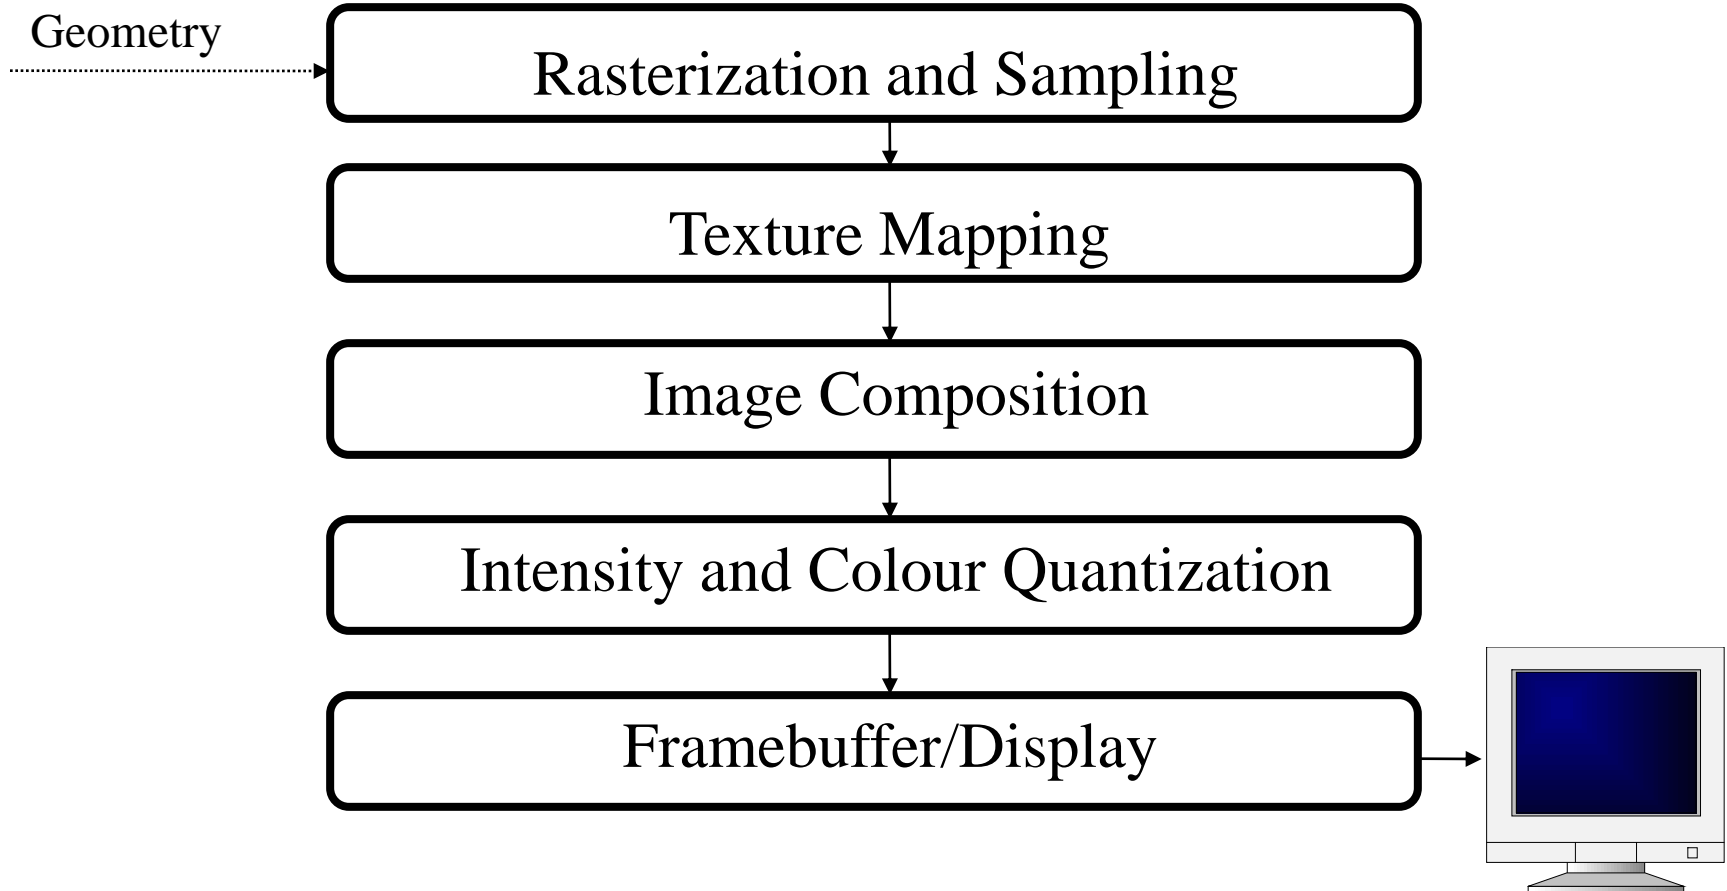 Geometry
Rasterization and Sampling
Texture Mapping
Image Composition
Intensity and Colour Quantization
Framebuffer/Display